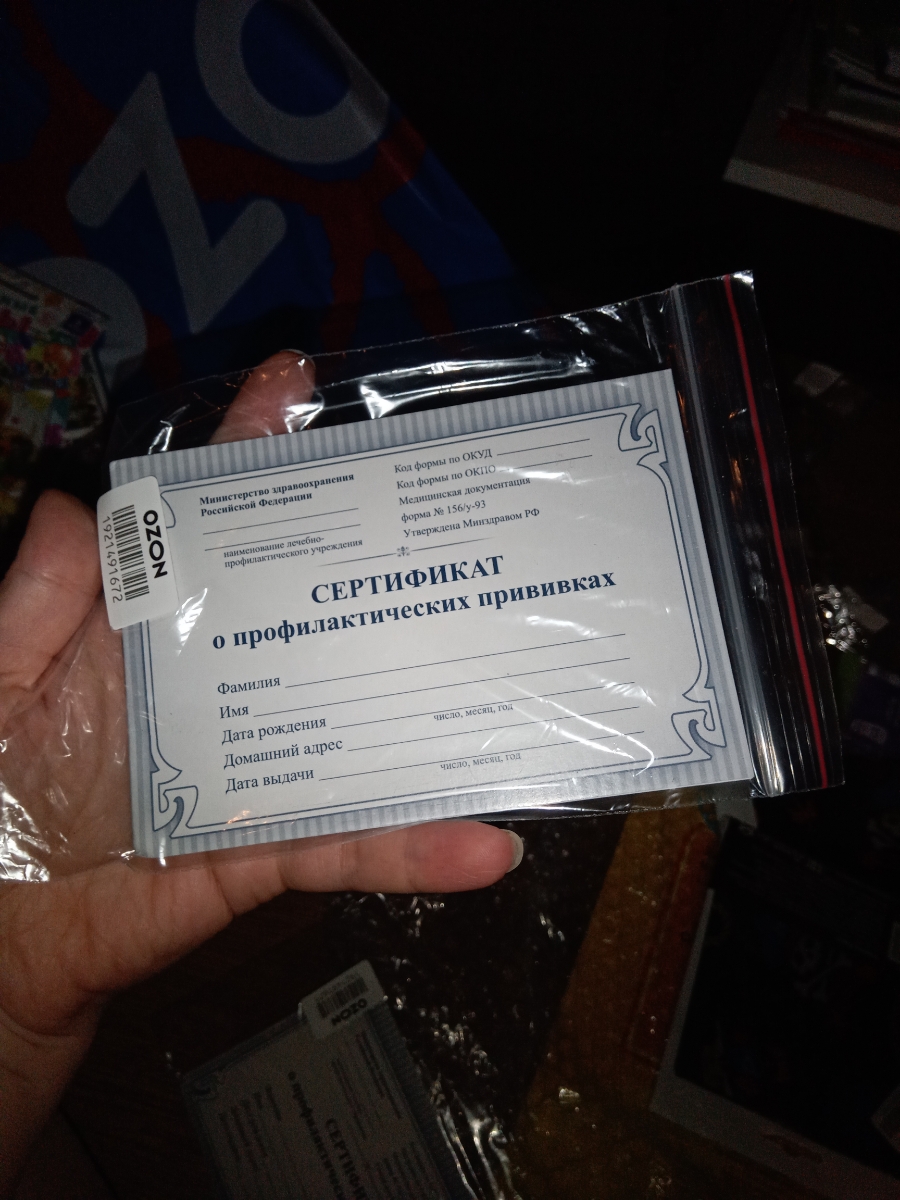 OZO
OZON
1921491672
Министерство здравоохранения
Российской Федерации
наименование лечебно-
профилактического учреждения
Код формы по ОКУД
Код формы по ОКПО
Медицинская документация
форма № 156/у-93
Утверждена Минздравом РФ
СЕРТИФИКАТ
о профилактических прививках
Фамилия
Имя
Дата рождения
число, месяц, год
Домашний адрес
Дата выдачи
число, месяц, год
OZON